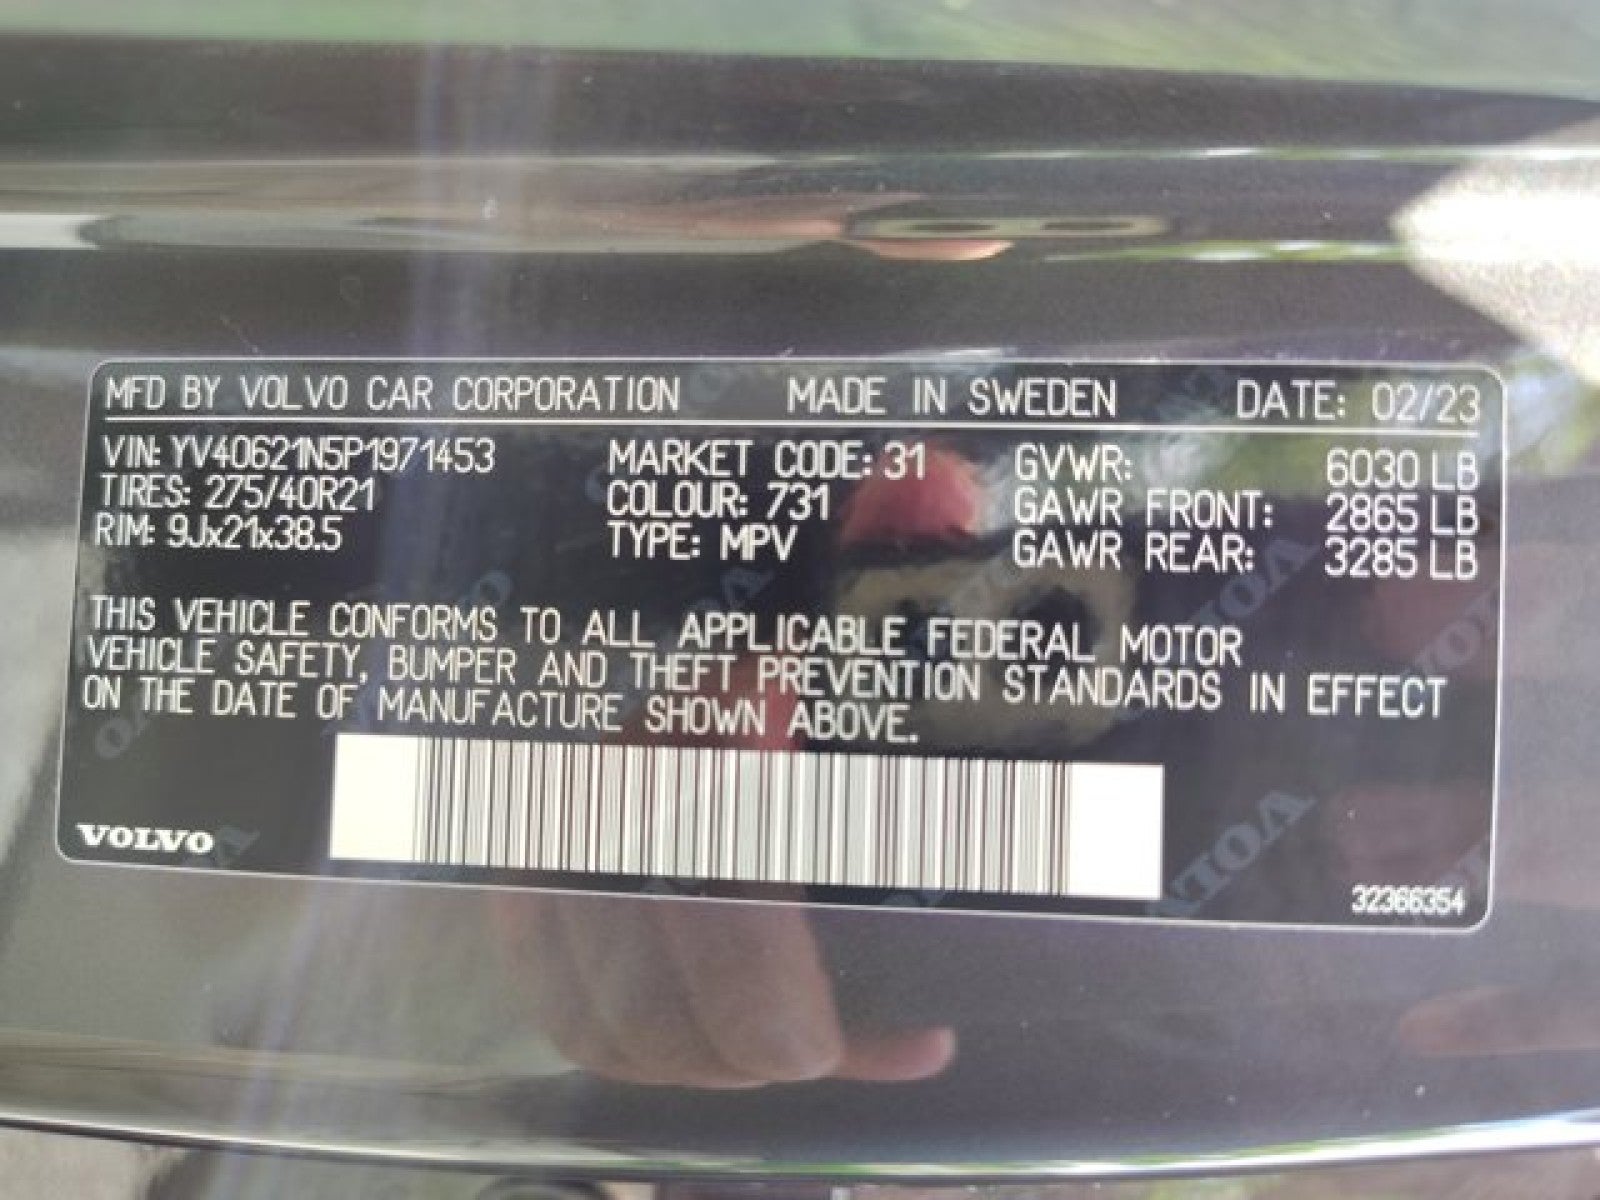 MFD BY VOLVO CAR CORPORATION MADE IN SWEDEN DATE: 02/23
VIN: YV40621N5P1971453 MARKET CODE: 31 GVWR: 6030 LB
TIRES: 275/40R21 COLOUR: 731 GAWR FRONT: 2865 LB
RIM: 9Jx21x38.5 TYPE: MPV GAWR REAR: 3285 LB
THIS VEHICLE CONFORMS TO ALL APPLICABLE FEDERAL MOTOR
VEHICLE SAFETY, BUMPER AND THEFT PREVENTION STANDARDS IN EFFECT
ON THE DATE OF MANUFACTURE SHOWN ABOVE.
VOLVO
32366354